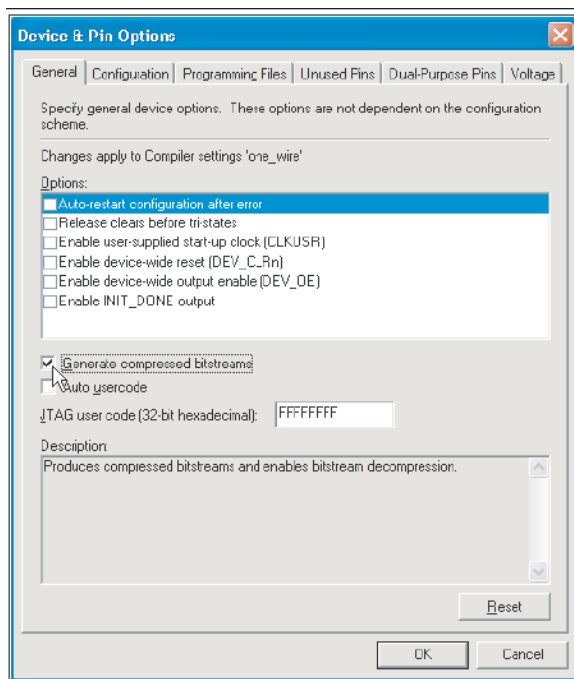 Device & Pin Options
General Configuration Programming Files Unused Pins Dual-Purpose Pins Voltage
Specify general device options. These options are not dependent on the configuration
scheme.
Changes apply to Compiler settings 'one_wire'
Options:
Auto-restart configuration after error
Release clears before tri-states
Enable user-supplied start-up clock (CLKUSR)
Enable device-wide reset (DEV_CLRn)
Enable device-wide output enable (DEV_OE)
Enable INIT_DONE output
Generate compressed bitstreams
Auto usercode
JTAG user code (32-bit hexadecimal): FFFFFFFF
Description:
Produces compressed bitstreams and enables bitstream decompression.
Reset
OK Cancel